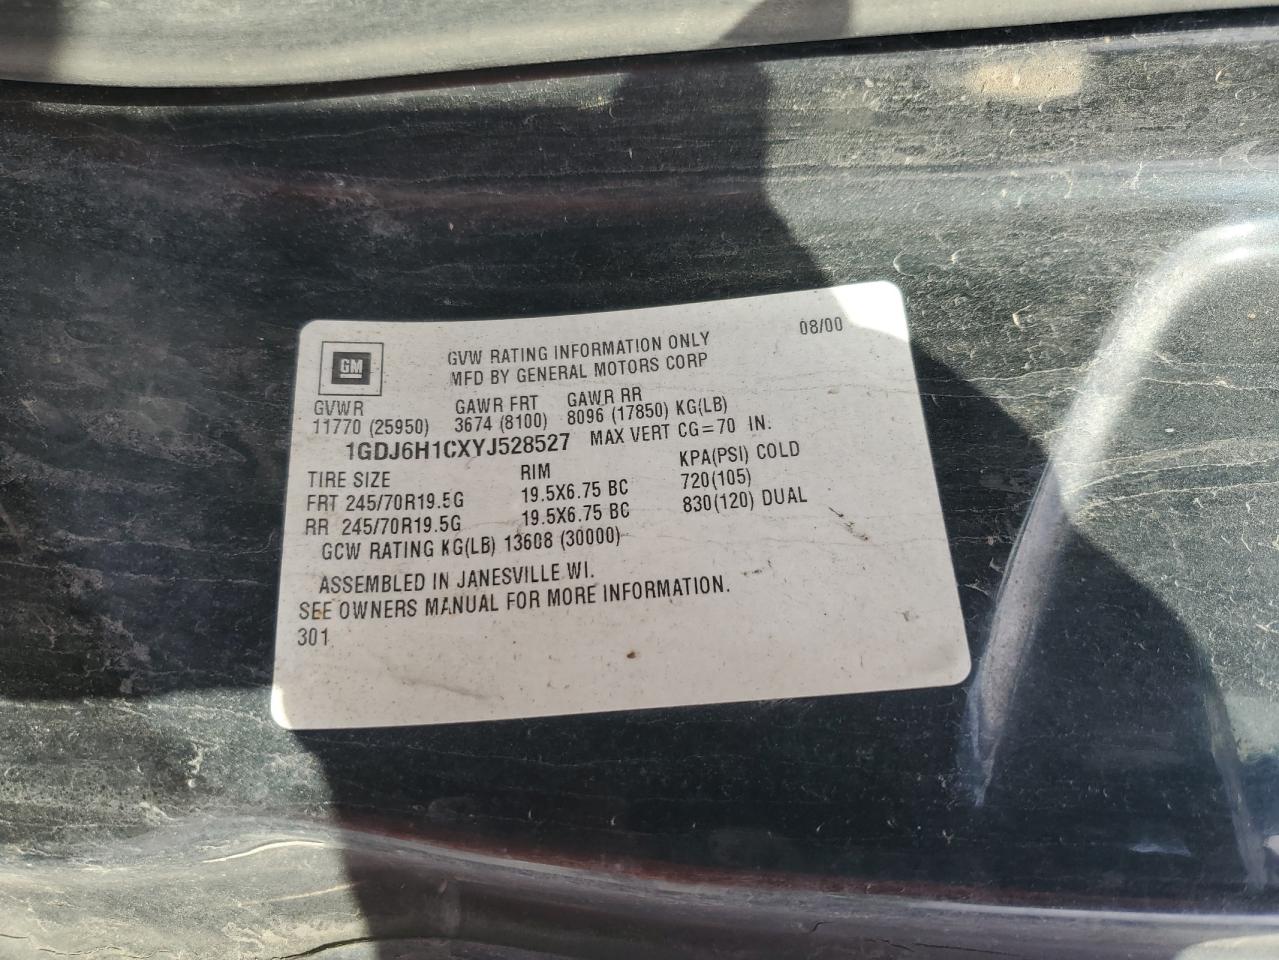 GM
08/00
GVW RATING INFORMATION ONLY
MFD BY GENERAL MOTORS CORP
GVWR GAWR FRT GAWR RR
11770 (25950) 3674 (8100) 8096 (17850) KG(LB)
1GDJ6H1CXYJ528527 MAX VERT CG=70 IN.
TIRE SIZE RIM KPA(PSI) COLD
FRT 245/70R19.5G 19.5X6.75 BC 720(105)
RR 245/70R19.5G 19.5X6.75 BC 830(120) DUAL
GCW RATING KG(LB) 13608 (30000)
ASSEMBLED IN JANESVILLE WI.
SEE OWNERS MANUAL FOR MORE INFORMATION.
301